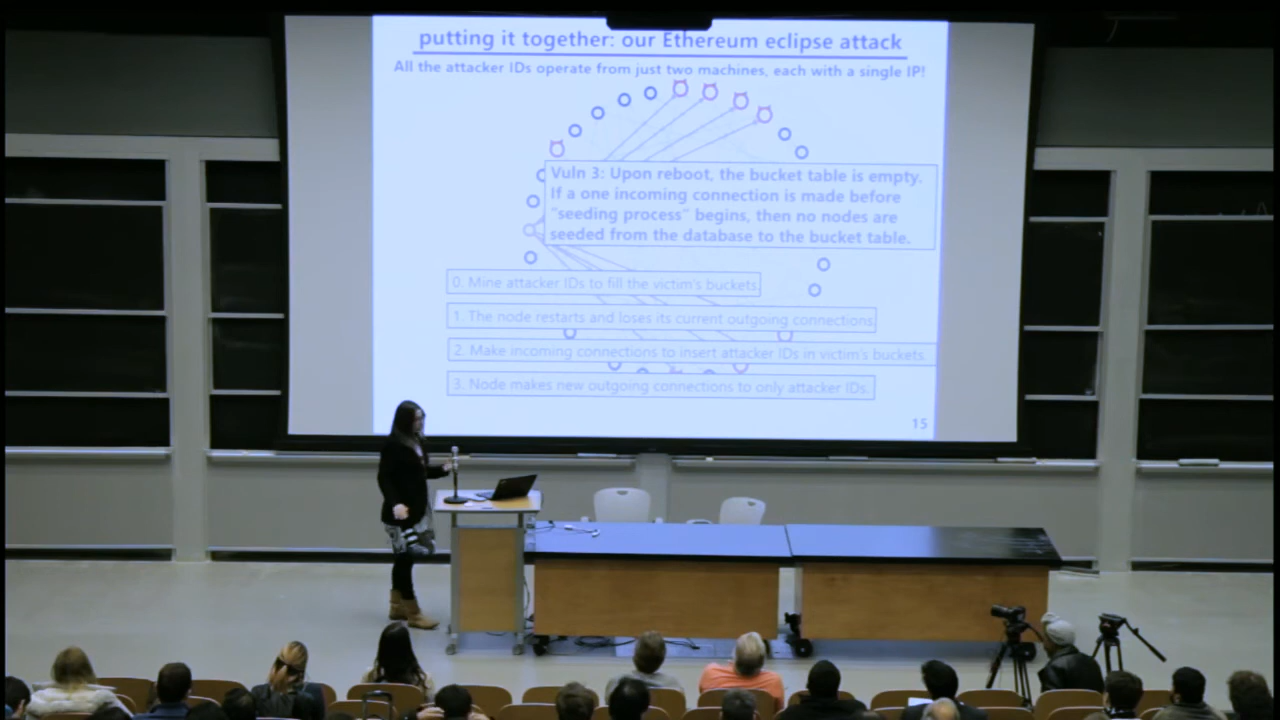 putting it together: our Ethereum eclipse attack
All the attacker IDs operate from just two machines, each with a single IP!
Vuln 3: Upon reboot, the bucket table is empty.
If a one incoming connection is made before
“seeding process” begins, then no nodes are
seeded from the database to the bucket table.
0. Mine attacker IDs to fill the victim's buckets.
1. The node restarts and loses its current outgoing connections
2. Make incoming connections to insert attacker IDs in victim's buckets.
3. Node makes new outgoing connections to only attacker IDs.
15